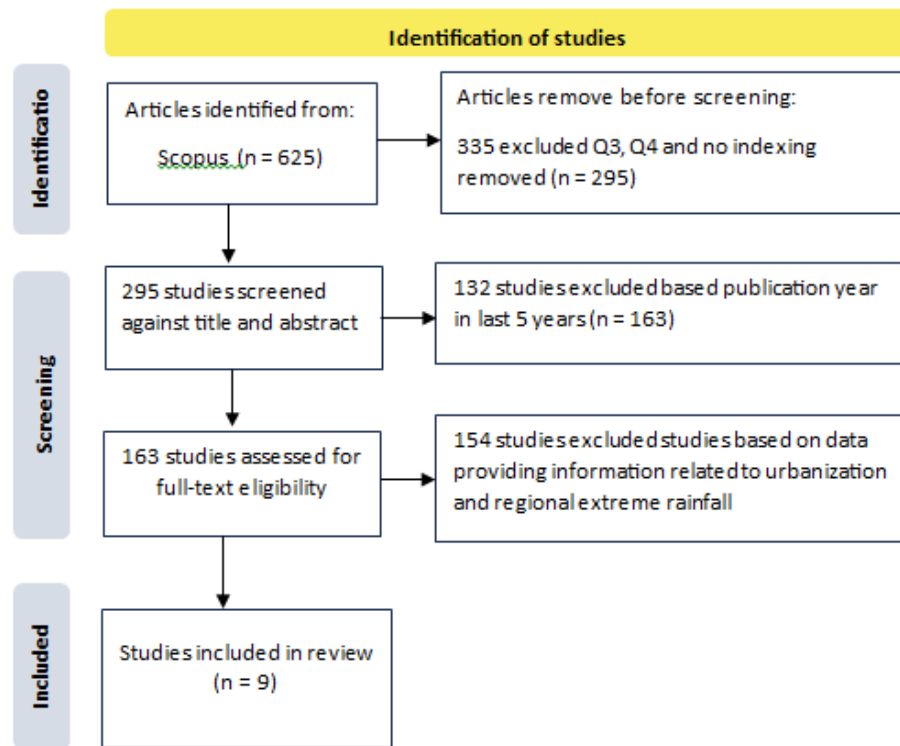 Identification of studies
Identificatio
Articles identified from:
Scopus (n = 625)
Articles remove before screening:
335 excluded Q3, Q4 and no indexing
removed (n = 295)
Screening
295 studies screened
against title and abstract
132 studies excluded based publication year
in last 5 years (n = 163)
163 studies assessed for
full-text eligibility
154 studies excluded studies based on data
providing information related to urbanization
and regional extreme rainfall
Included
Studies included in review
(n = 9)